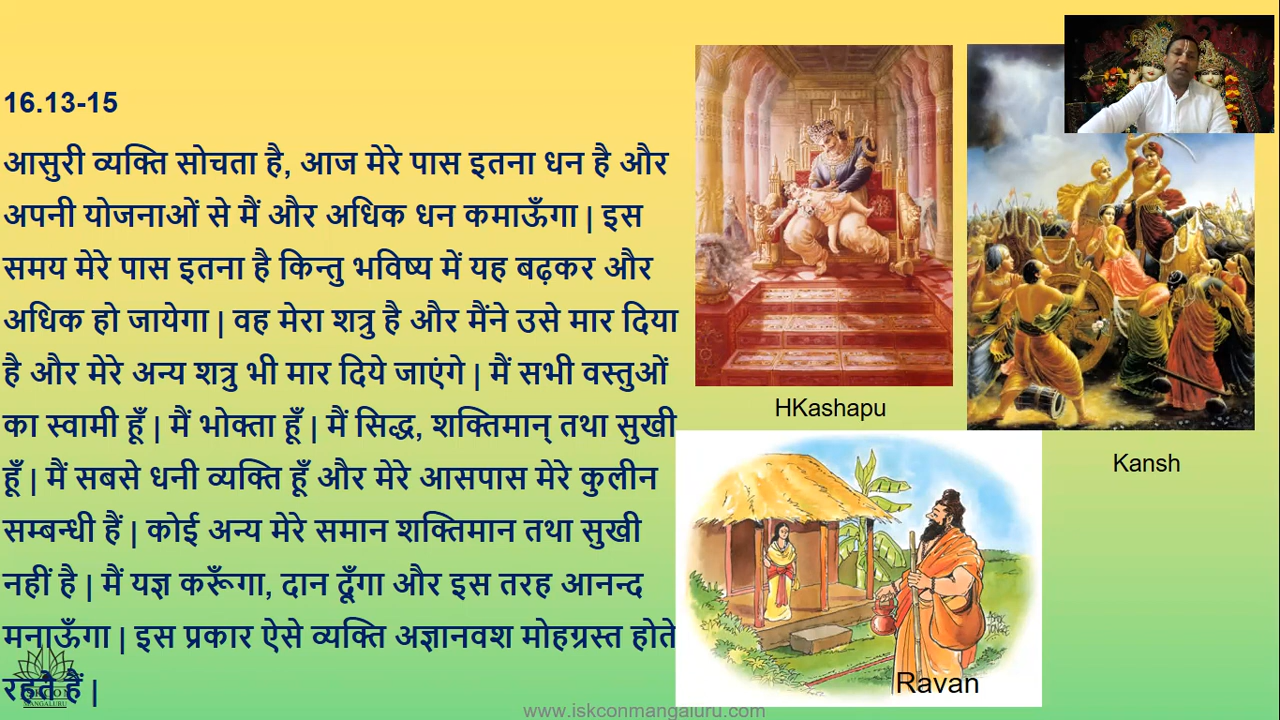 16.13-15
आसुरी व्यक्ति सोचता है, आज मेरे पास इतना धन है और
अपनी योजनाओं से मैं और अधिक धन कमाऊँगा | इस
समय मेरे पास इतना है किन्तु भविष्य में यह बढ़कर और
अधिक हो जायेगा | वह मेरा शत्रु है और मैंने उसे मार दिया
है और मेरे अन्य शत्रु भी मार दिये जाएंगे | मैं सभी वस्तुओं
का स्वामी हूँ | मैं भोक्ता हूँ | मैं सिद्ध, शक्तिमान् तथा सुखी
हूँ | मैं सबसे धनी व्यक्ति हूँ और मेरे आसपास मेरे कुलीन
सम्बन्धी हैं | कोई अन्य मेरे समान शक्तिमान तथा सुखी
नहीं है | मैं यज्ञ करूँगा, दान दूँगा और इस तरह आनन्द
मनाऊँगा | इस प्रकार ऐसे व्यक्ति अज्ञानवश मोहग्रस्त होते
रहते हैं |
HKashapu
Kansh
Ravan
ISKCON
MANGALURU
www.iskconmangaluru.com